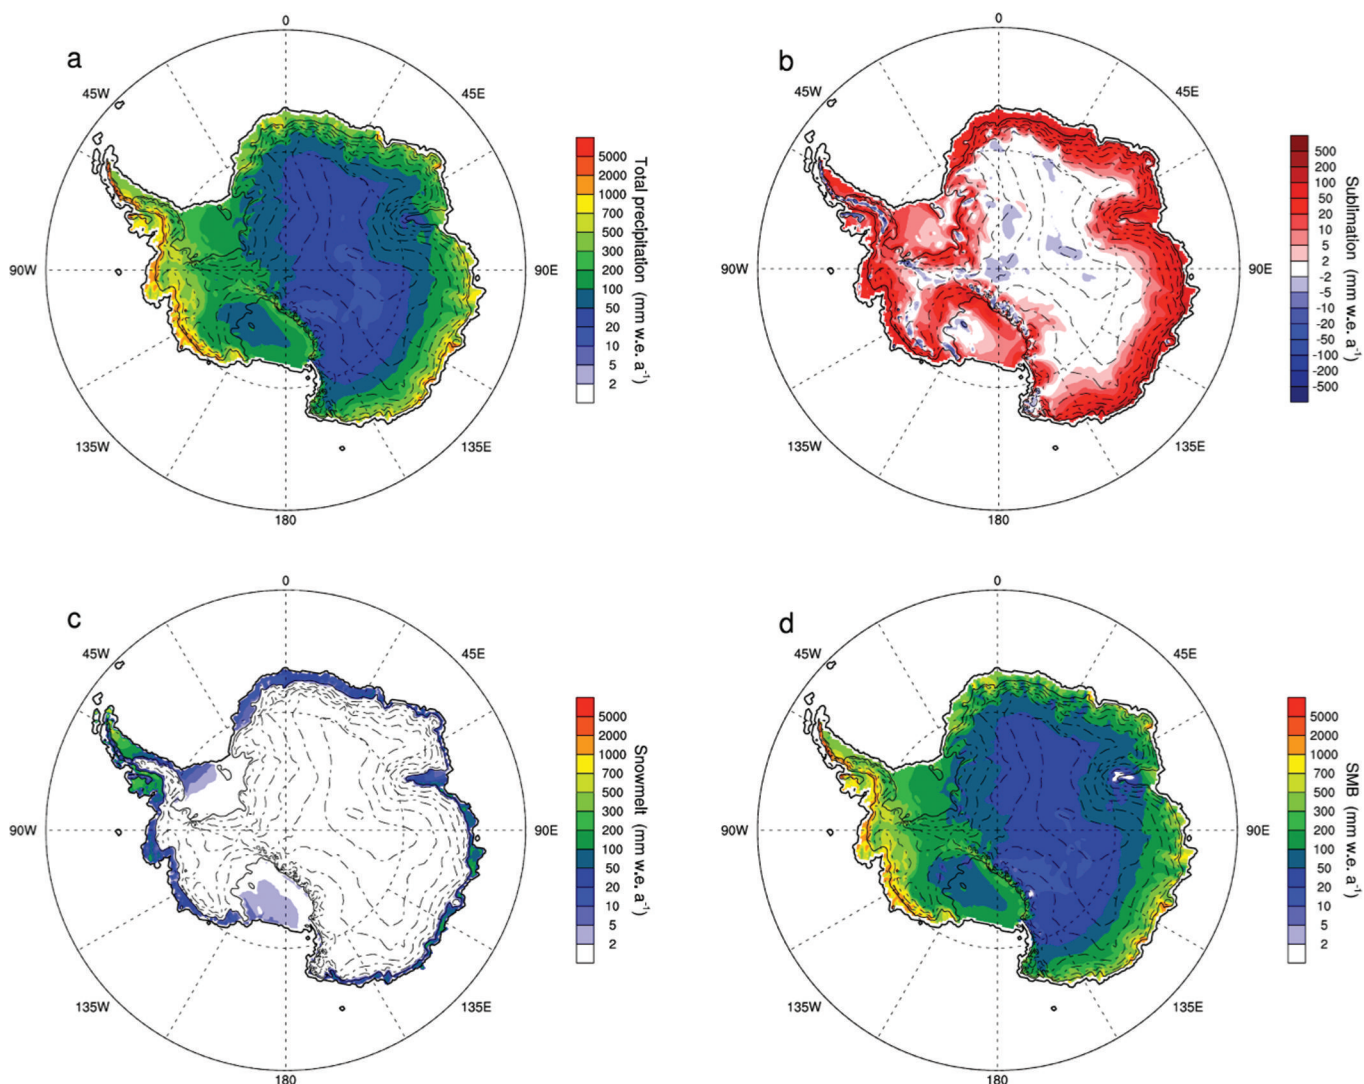 a
0
45W
45E
90W
90E
135W
135E
180
5000
2000
1000
700
500
300
200
100
50
20
10
5
2
Total precipitation (mm w.e. a⁻¹)
b
0
45W
45E
90W
90E
135W
135E
180
500
200
100
50
20
10
5
2
-2
-5
-10
-20
-50
-100
-200
-500
Sublimation (mm w.e. a⁻¹)
c
0
45W
45E
90W
90E
135W
135E
180
5000
2000
1000
700
500
300
200
100
50
20
10
5
2
Snowmelt (mm w.e. a⁻¹)
d
0
45W
45E
90W
90E
135W
135E
180
5000
2000
1000
700
500
300
200
100
50
20
10
5
2
SMB (mm w.e. a⁻¹)